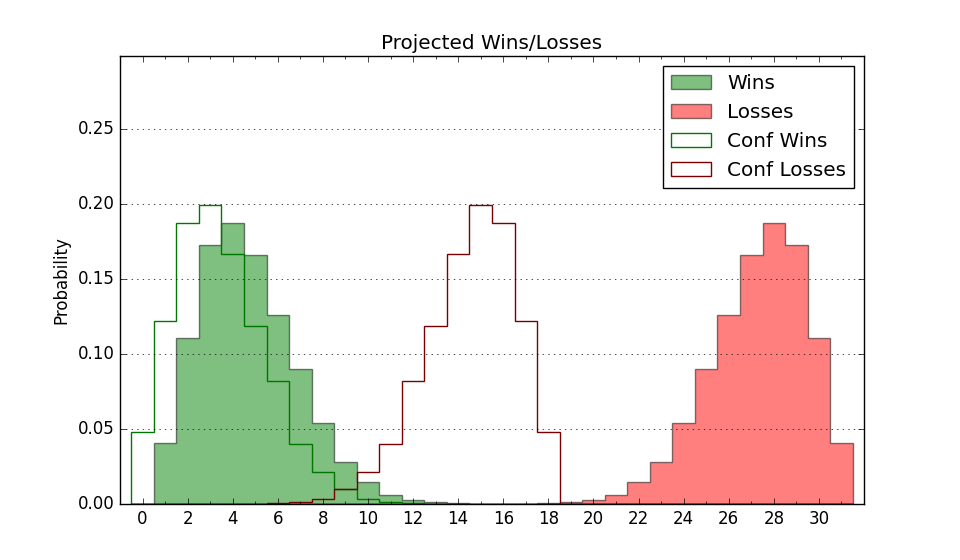 Projected Wins/Losses
Wins
Losses
Conf Wins
Conf Losses
Probability
0.25
0.20
0.15
0.10
0.05
0.00
0 2 4 6 8 10 12 14 16 18 20 22 24 26 28 30